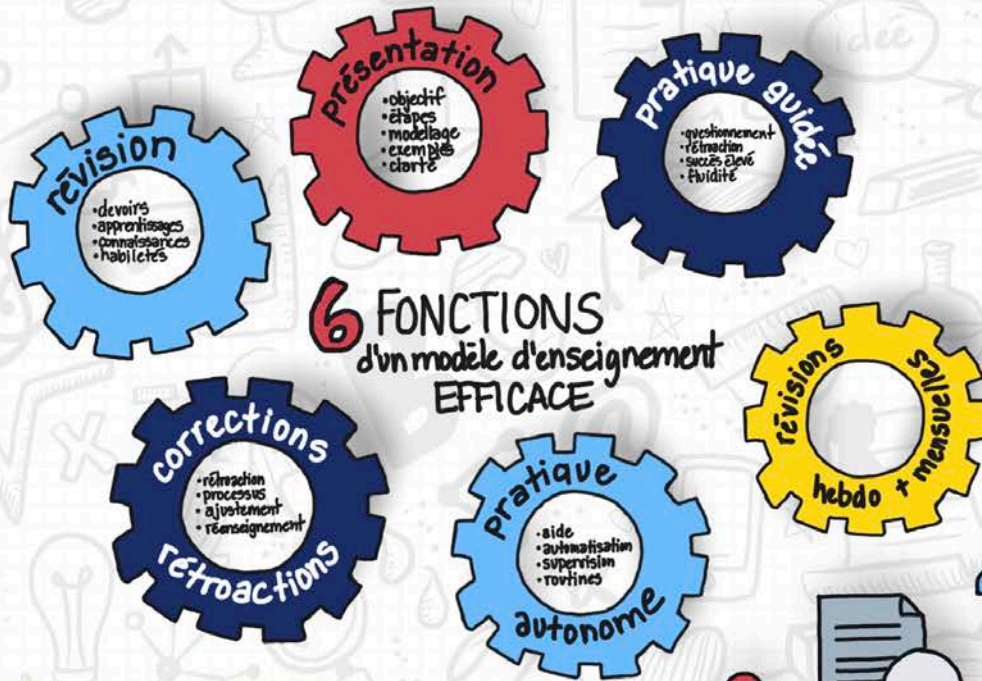 révision
•devoirs
•apprentissages
•connaissances
•habiletés
présentation
•objectif
•étapes
•modelage
•exemples
•clarté
pratique guidée
•questionnement
•rétroaction
•succès élevé
•fluidité
6 FONCTIONS
d'un modèle d'enseignement
EFFICACE
corrections
•rétroaction
•processus
•ajustement
•réenseignement
rétroactions
pratique
•aide
•automatisation
•supervision
•routines
autonome
révisions
hebdo + mensuelles
idée